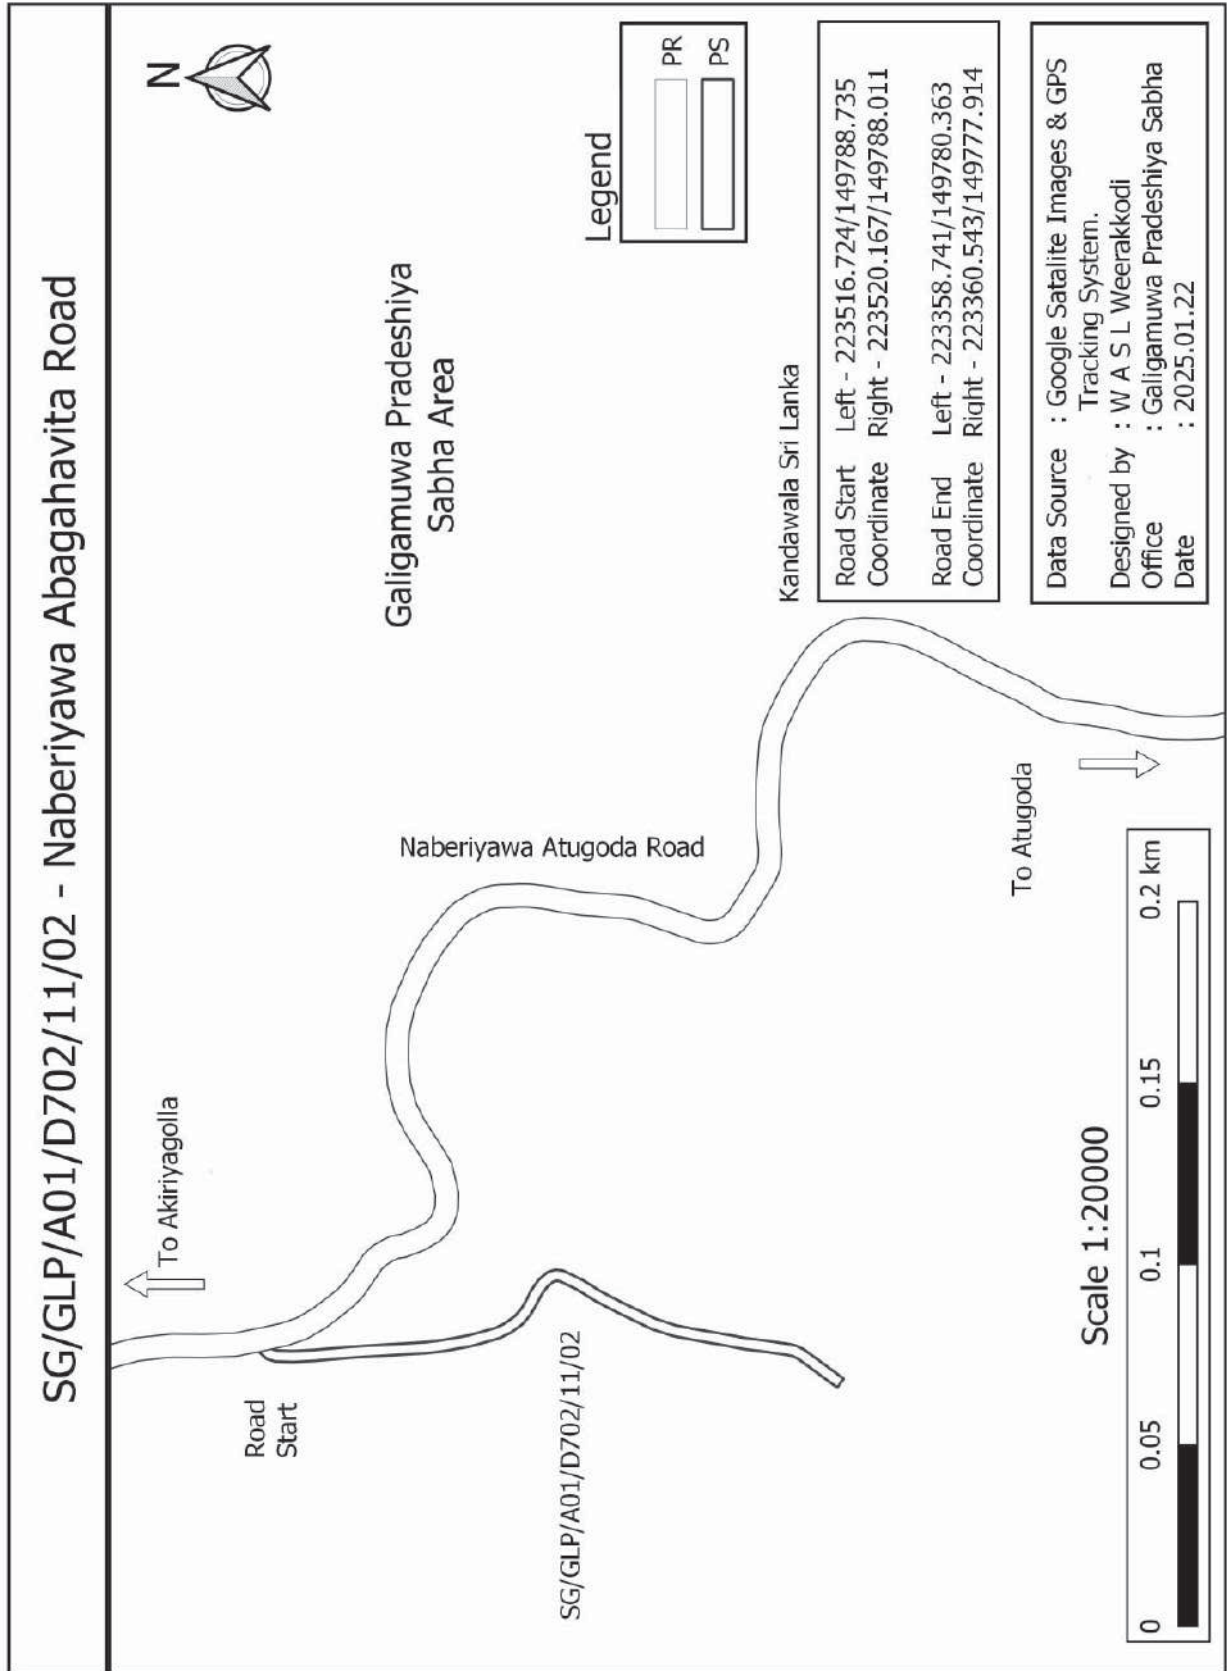 SG/GLP/A01/D702/11/02 - Naberiyawa Abagahavita Road
N
To Akiriyagolla
Road
Start
Galigamuwa Pradeshiya
Sabha Area
Naberiyawa Atugoda Road
SG/GLP/A01/D702/11/02
Legend
PR
PS
Kandawala Sri Lanka
Road Start Left - 223516.724/149788.735
Coordinate Right - 223520.167/149788.011
Road End Left - 223358.741/149780.363
Coordinate Right - 223360.543/149777.914
To Atugoda
Data Source : Google Satalite Images & GPS
Tracking System.
Designed by : W A S L Weerakkodi
Office : Galigamuwa Pradeshiya Sabha
Date : 2025.01.22
Scale 1:20000
0 0.05 0.1 0.15 0.2 km